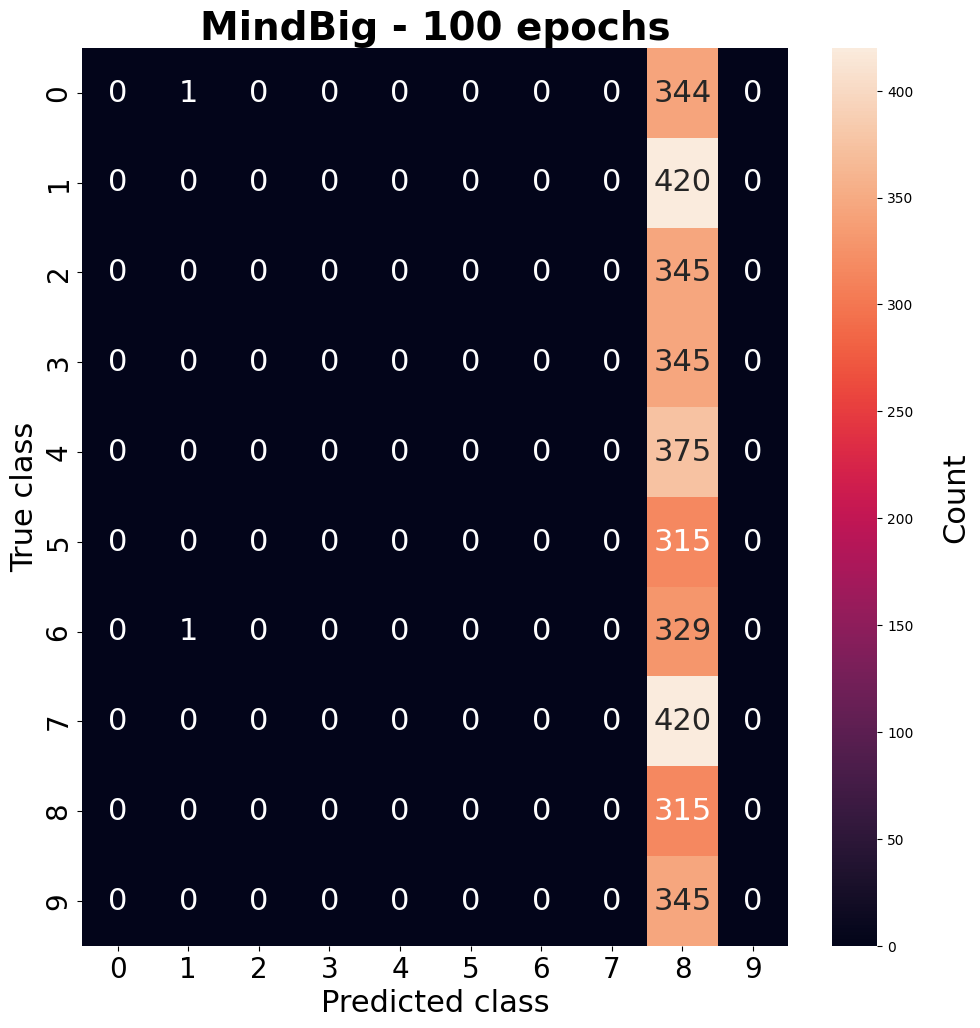 MindBig - 100 epochs
0 0 1 0 0 0 0 0 0 344 0
1 0 0 0 0 0 0 0 0 420 0
2 0 0 0 0 0 0 0 0 345 0
3 0 0 0 0 0 0 0 0 345 0
4 0 0 0 0 0 0 0 0 375 0
5 0 0 0 0 0 0 0 0 315 0
6 0 1 0 0 0 0 0 0 329 0
7 0 0 0 0 0 0 0 0 420 0
8 0 0 0 0 0 0 0 0 315 0
9 0 0 0 0 0 0 0 0 345 0
0 1 2 3 4 5 6 7 8 9
Predicted class
True class
400
350
300
250
200
150
100
50
0
Count